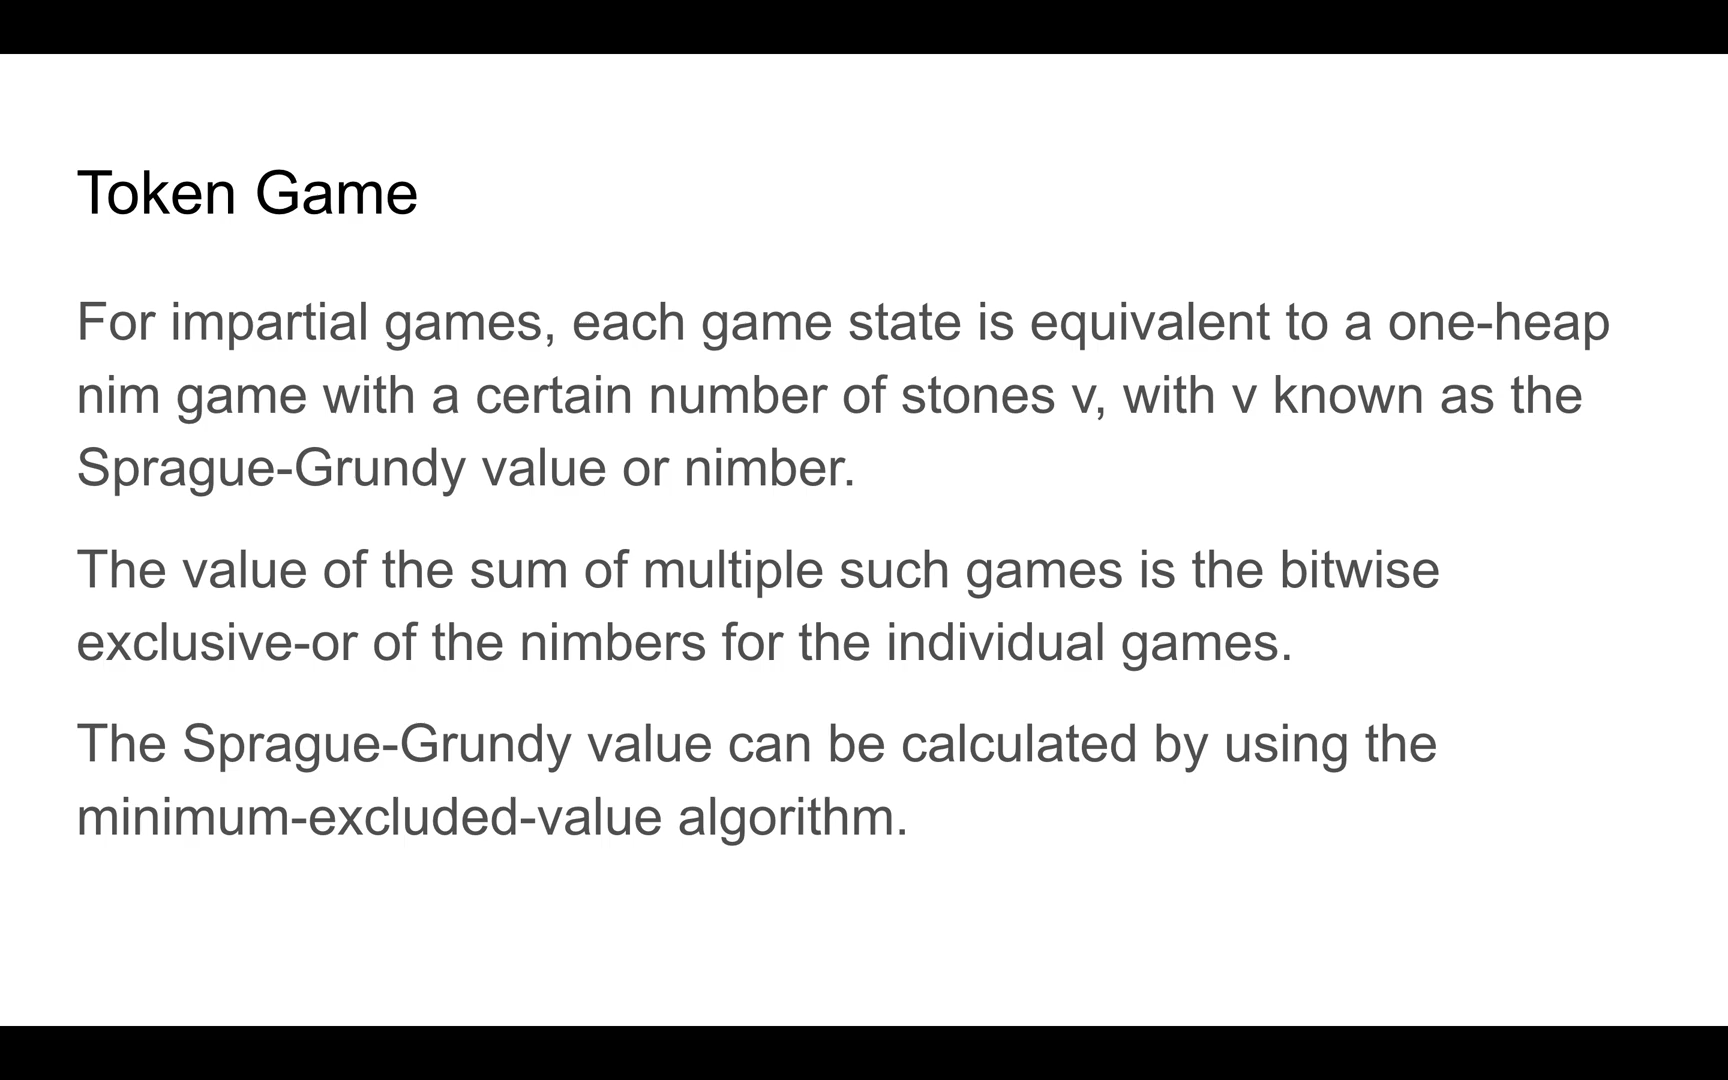 Token Game
For impartial games, each game state is equivalent to a one-heap
nim game with a certain number of stones v, with v known as the
Sprague-Grundy value or nimber.
The value of the sum of multiple such games is the bitwise
exclusive-or of the nimbers for the individual games.
The Sprague-Grundy value can be calculated by using the
minimum-excluded-value algorithm.